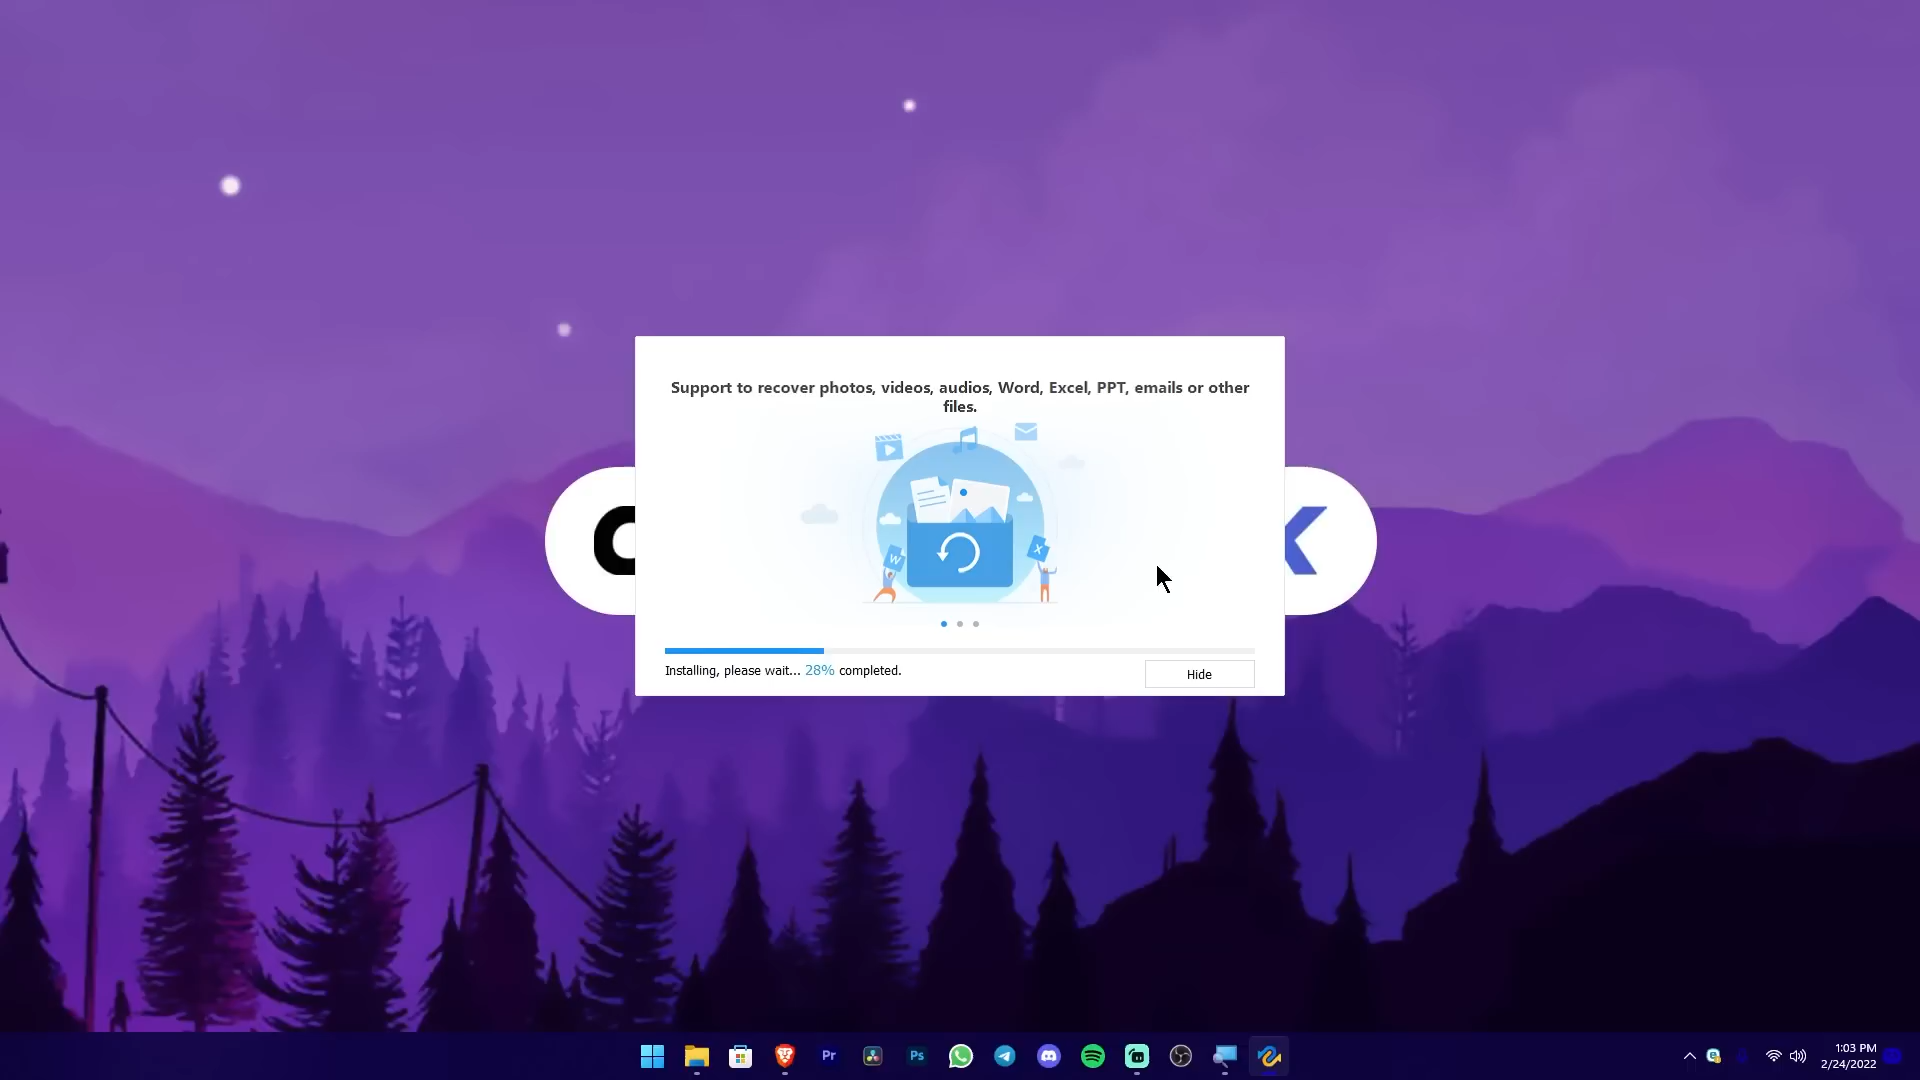 Support to recover photos, videos, audios, Word, Excel, PPT, emails or other
files.
W
X
Installing, please wait... 28% completed.
Hide
Pr
Ps
1:03 PM
2/24/2022